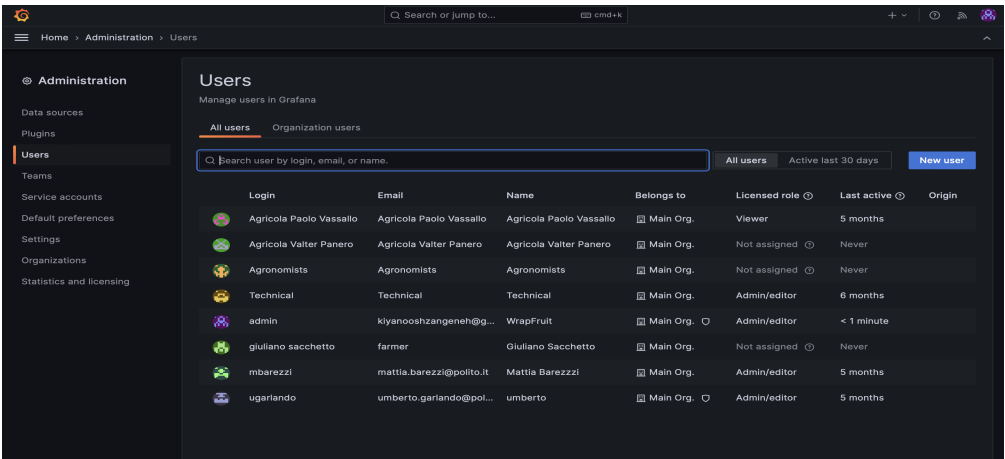 Search or jump to... cmd+k
Home › Administration › Users
Administration
Data sources
Plugins
Users
Teams
Service accounts
Default preferences
Settings
Organizations
Statistics and licensing
Users
Manage users in Grafana
All users Organization users
Search user by login, email, or name. All users Active last 30 days New user
Login Email Name Belongs to Licensed role Last active Origin
Agricola Paolo Vassallo Agricola Paolo Vassallo Agricola Paolo Vassallo Main Org. Viewer 5 months
Agricola Valter Panero Agricola Valter Panero Agricola Valter Panero Main Org. Not assigned Never
Agronomists Agronomists Agronomists Main Org. Not assigned Never
Technical Technical Technical Main Org. Admin/editor 6 months
admin kiyanooshzangeneh@g... WrapFruit Main Org. Admin/editor < 1 minute
giuliano sacchetto farmer Giuliano Sacchetto Main Org. Not assigned Never
mbarezzi mattia.barezzi@polito.it Mattia Barezzzi Main Org. Admin/editor 5 months
ugarlando umberto.garlando@pol... umberto Main Org. Admin/editor 5 months